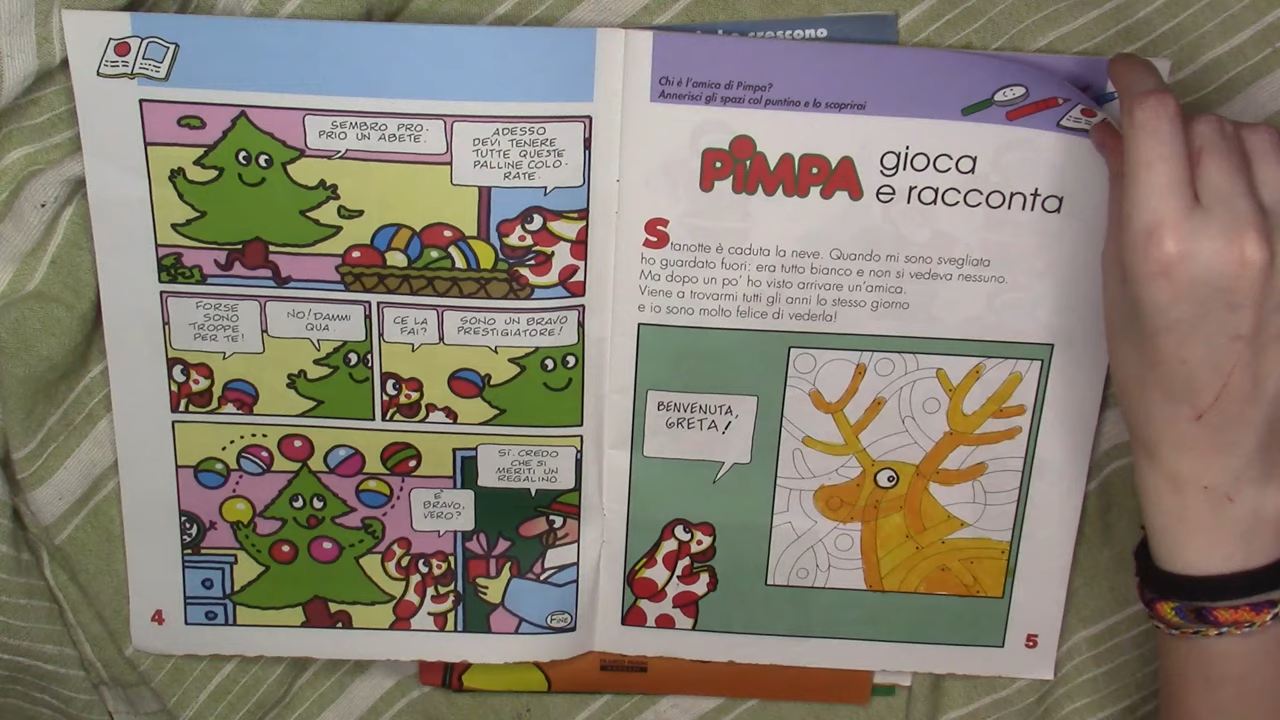 SEMBRO PRO-
PRIO UN ABETE.
ADESSO
DEVI TENERE
TUTTE QUESTE
PALLINE COLO-
RATE.
FORSE
SONO
TROPPE
PER TE!
NO! DAMMI
QUA.
CE LA
FAI?
SONO UN BRAVO
PRESTIGIATORE!
È
BRAVO,
VERO?
SÌ. CREDO
CHE SI
MERITI UN
REGALINO.
FINE
4
crescono
Chi è l'amica di Pimpa?
Annerisci gli spazi col puntino e lo scoprirai
PIMPA gioca
e racconta
Stanotte è caduta la neve. Quando mi sono svegliata
ho guardato fuori: era tutto bianco e non si vedeva nessuno.
Ma dopo un po' ho visto arrivare un'amica.
Viene a trovarmi tutti gli anni lo stesso giorno
e io sono molto felice di vederla!
BENVENUTA,
GRETA!
5
FRANCO PANINI